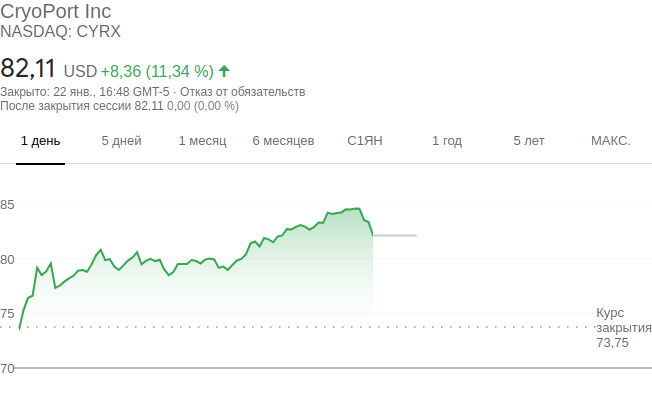 CryoPort Inc
NASDAQ: CYRX
82,11 USD +8,36 (11,34 %)
Закрыто: 22 янв., 16:48 GMT-5 · Отказ от обязательств
После закрытия сессии 82,11 0,00 (0,00 %)
1 день 5 дней 1 месяц 6 месяцев С1ЯН 1 год 5 лет МАКС.
85
80
75
Курс
закрытия
73,75
70